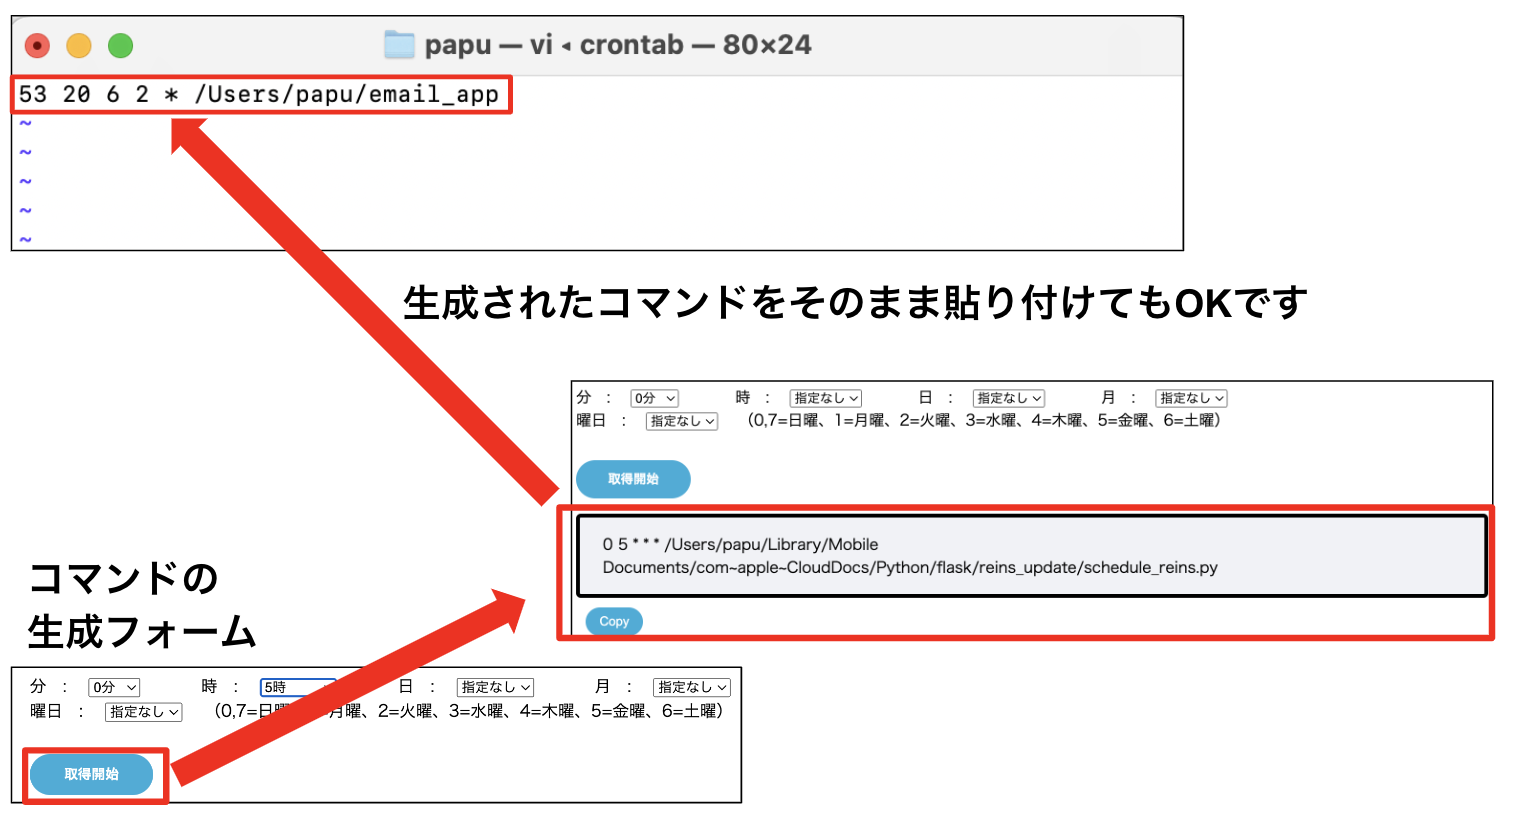 papu — vi ◂ crontab — 80×24
53 20 6 2 * /Users/papu/email_app
~
~
~
~
~
生成されたコマンドをそのまま貼り付けてもOKです
分 : 0分 時 : 指定なし 日 : 指定なし 月 : 指定なし
曜日 : 指定なし (0,7=日曜、1=月曜、2=火曜、3=水曜、4=木曜、5=金曜、6=土曜)
取得開始
0 5 * * * /Users/papu/Library/Mobile
Documents/com~apple~CloudDocs/Python/flask/reins_update/schedule_reins.py
Copy
コマンドの
生成フォーム
分 : 0分 時 : 5時 日 : 指定なし 月 : 指定なし
曜日 : 指定なし (0,7=日曜、月曜、2=火曜、3=水曜、4=木曜、5=金曜、6=土曜)
取得開始